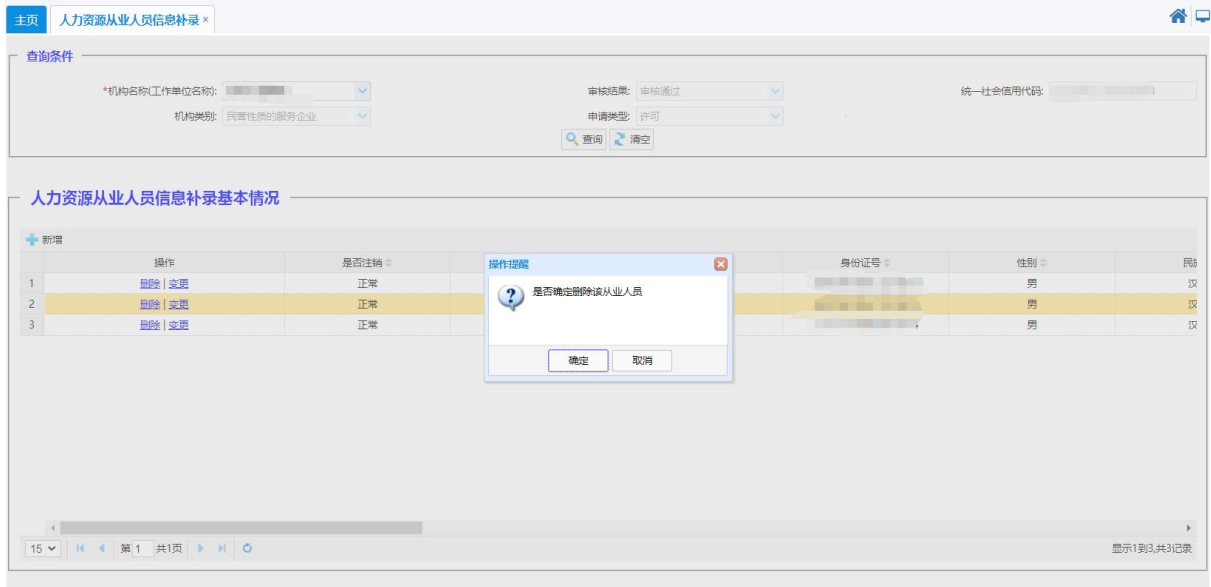 主页 人力资源从业人员信息补录 ×
查询条件
*机构名称(工作单位名称): 审核结果: 审核通过 统一社会信用代码:
机构类别: 民营性质的服务企业 申请类型: 许可
查询 清空
人力资源从业人员信息补录基本情况
新增
操作 是否注销 身份证号 性别
1 删除 | 变更 正常 男 汉
2 删除 | 变更 正常 男 汉
3 删除 | 变更 正常 男 汉
操作提醒
是否确定删除该从业人员
确定 取消
15 第 1 共1页 显示1到3,共3记录